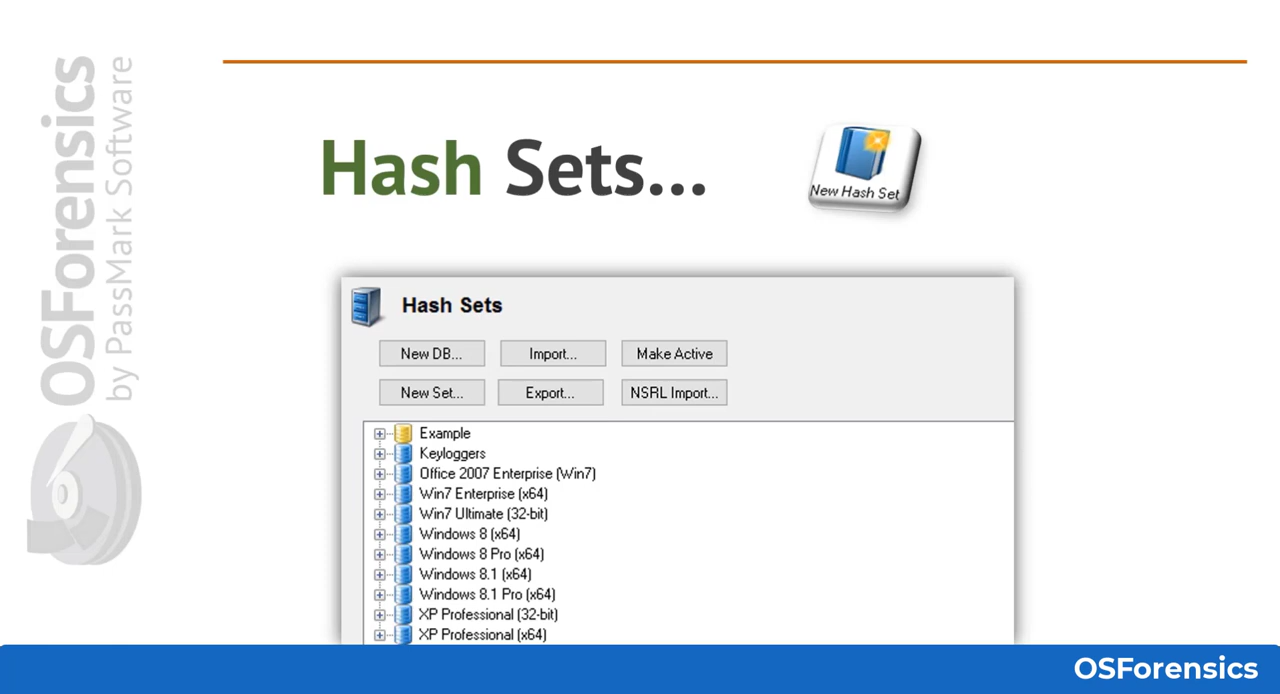 OSForensics
by PassMark Software
Hash Sets...
New Hash Set
Hash Sets
New DB... Import... Make Active
New Set... Export... NSRL Import...
Example
Keyloggers
Office 2007 Enterprise (Win7)
Win7 Enterprise (x64)
Win7 Ultimate (32-bit)
Windows 8 (x64)
Windows 8 Pro (x64)
Windows 8.1 (x64)
Windows 8.1 Pro (x64)
XP Professional (32-bit)
XP Professional (x64)
OSForensics